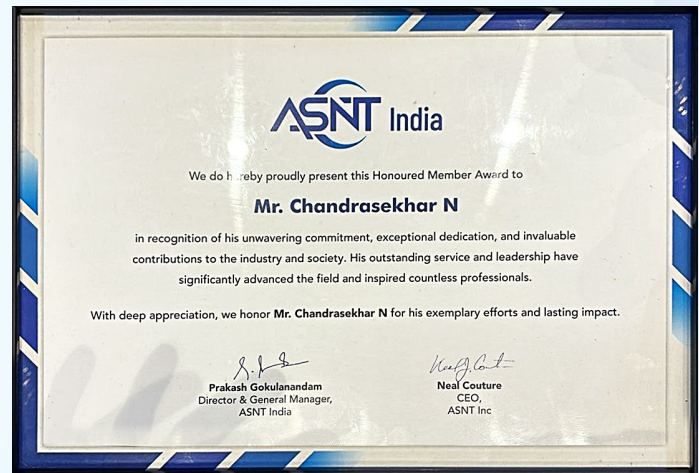 ASNT India
We do hereby proudly present this Honoured Member Award to
Mr. Chandrasekhar N
in recognition of his unwavering commitment, exceptional dedication, and invaluable
contributions to the industry and society. His outstanding service and leadership have
significantly advanced the field and inspired countless professionals.
With deep appreciation, we honor Mr. Chandrasekhar N for his exemplary efforts and lasting impact.
Prakash Gokulanandam
Director & General Manager,
ASNT India
Neal Couture
CEO,
ASNT Inc